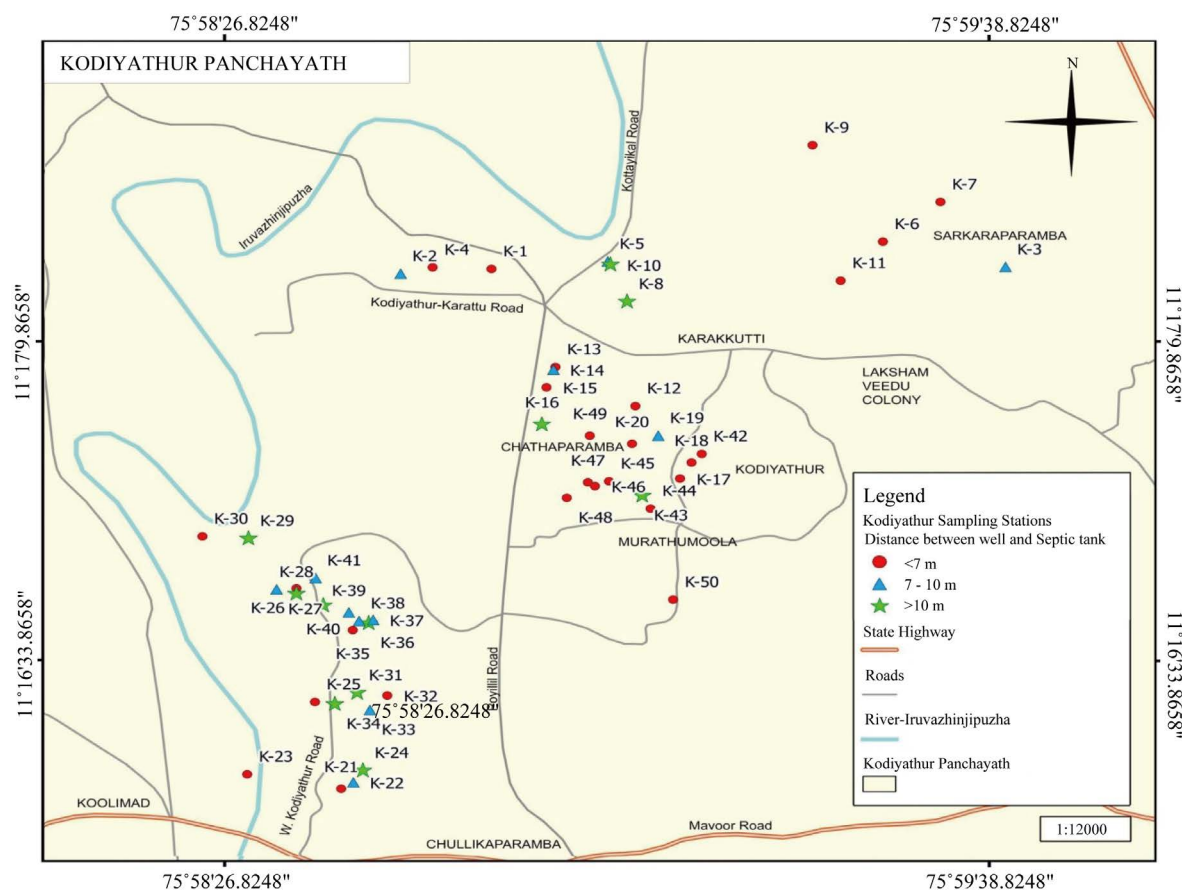 75°58'26.8248"
75°59'38.8248"
KODIYATHUR PANCHAYATH
N
Kottayikal Road
K-9
K-7
Iruvazhinjipuzha
K-6
SARKARAPARAMBA
K-5
K-2
K-4
K-1
K-3
K-10
K-11
K-8
Kodiyathur-Karattu Road
11°17'9.8658"
11°17'9.8658"
KARAKKUTTI
K-13
K-14
LAKSHAM
VEEDU
COLONY
K-15
K-12
K-16
K-49
K-20
K-19
K-18
K-42
CHATHAPARAMBA
K-47
K-45
KODIYATHUR
K-17
K-46
K-44
K-48
K-43
MURATHUMOOLA
K-30
K-29
K-41
K-28
K-50
K-39
K-26
K-27
K-38
K-37
K-40
K-36
K-35
K-31
K-25
K-32
75°58'26.8248"
K-34
K-33
K-23
K-24
K-21
K-22
W. Kodiyathur Road
KOOLIMAD
CHULLIKAPARAMBA
Mavoor Road
11°16'33.8658"
11°16'33.8658"
Legend
Kodiyathur Sampling Stations
Distance between well and Septic tank
<7 m
7 - 10 m
>10 m
State Highway
Roads
River-Iruvazhinjipuzha
Kodiyathur Panchayath
1:12000
75°58'26.8248"
75°59'38.8248"